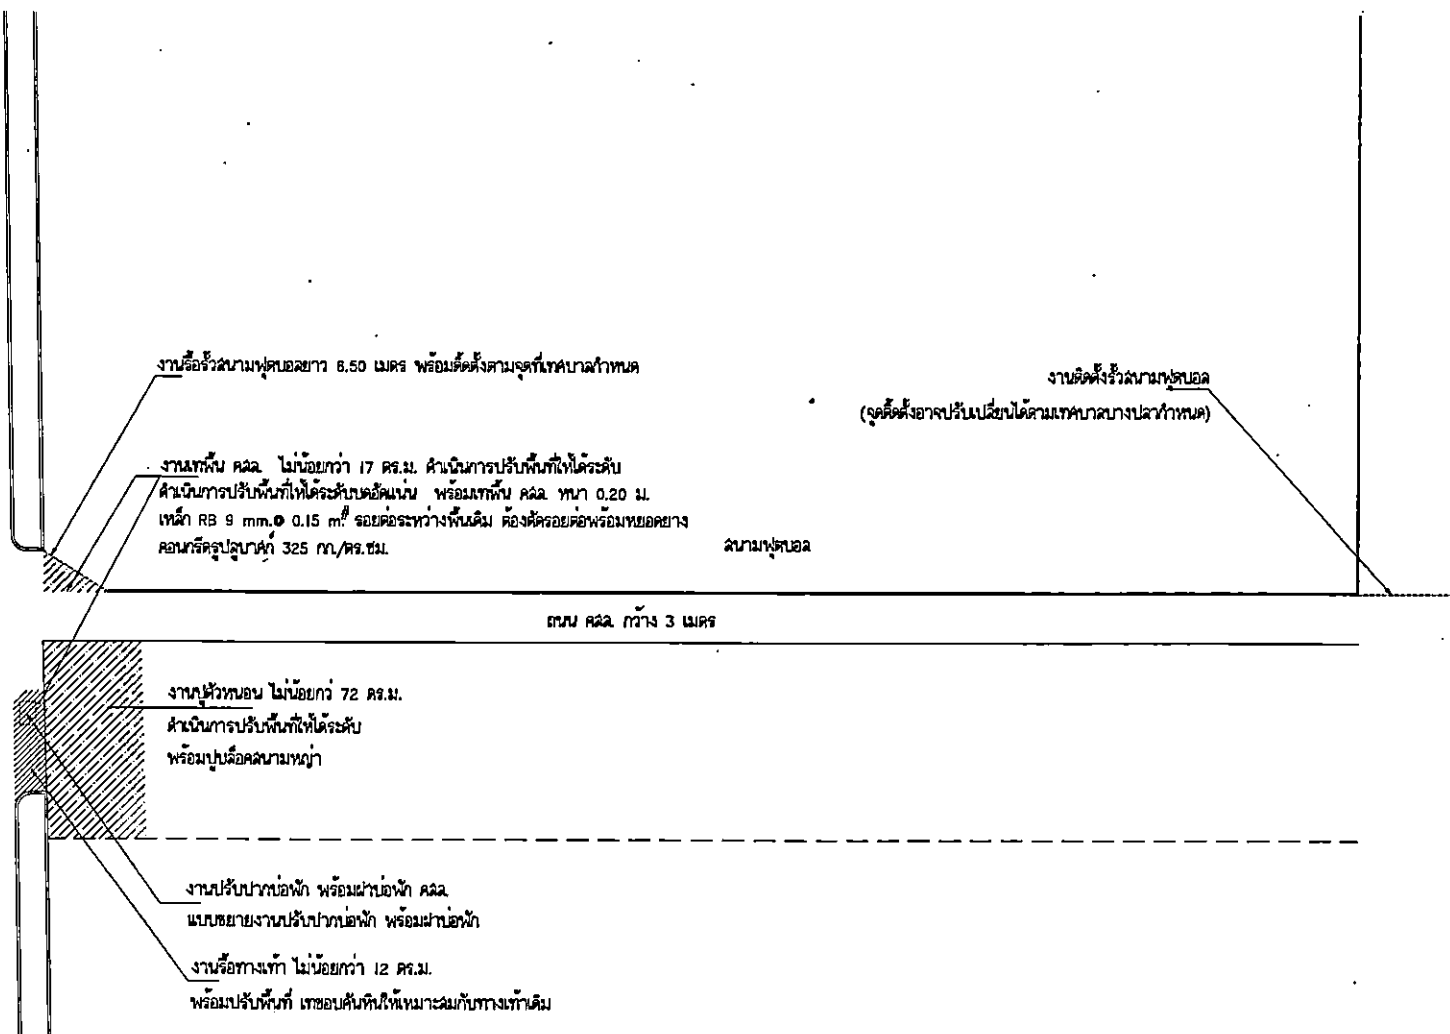 งานรื้อรั้วสนามฟุตบอลยาว 6.50 เมตร พร้อมติดตั้งตามจุดที่เทศบาลกำหนด
งานติดตั้งรั้วสนามฟุตบอล
(จุดติดตั้งอาจปรับเปลี่ยนได้ตามเทศบาลบางปลากำหนด)
งานเทพื้น คสล. ไม่น้อยกว่า 17 ตร.ม. ดำเนินการปรับพื้นที่ให้ได้ระดับ
ดำเนินการปรับพื้นที่ให้ได้ระดับบดอัดแน่น พร้อมเทพื้น คสล. หนา 0.20 ม.
เหล็ก RB 9 mm.@ 0.15 m.# รอยต่อระหว่างพื้นเดิม ต้องตัดรอยต่อพร้อมหยอดยาง
คอนกรีตรูปลูบาศก์ 325 กก./ตร.ซม.
สนามฟุตบอล
ถนน คสล. กว้าง 3 เมตร
งานปูตัวหนอน ไม่น้อยกว่ 72 ตร.ม.
ดำเนินการปรับพื้นที่ให้ได้ระดับ
พร้อมปูบล็อคสนามหญ่า
งานปรับปากบ่อพัก พร้อมฝาบ่อพัก คสล.
แบบขยายงานปรับปากบ่อพัก พร้อมฝาบ่อพัก
งานรื้อทางเท้า ไม่น้อยกว่า 12 ตร.ม.
พร้อมปรับพื้นที่ เทขอบคันหินให้เหมาะสมกับทางเท้าเดิม